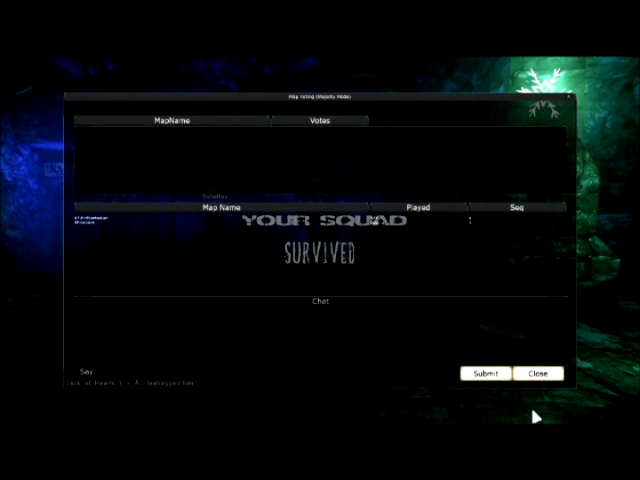 Map Voting (Majority Mode)
MapName Votes
Map Name Played Seq
YOUR SQUAD
SURVIVED
Chat
Say
Submit Close